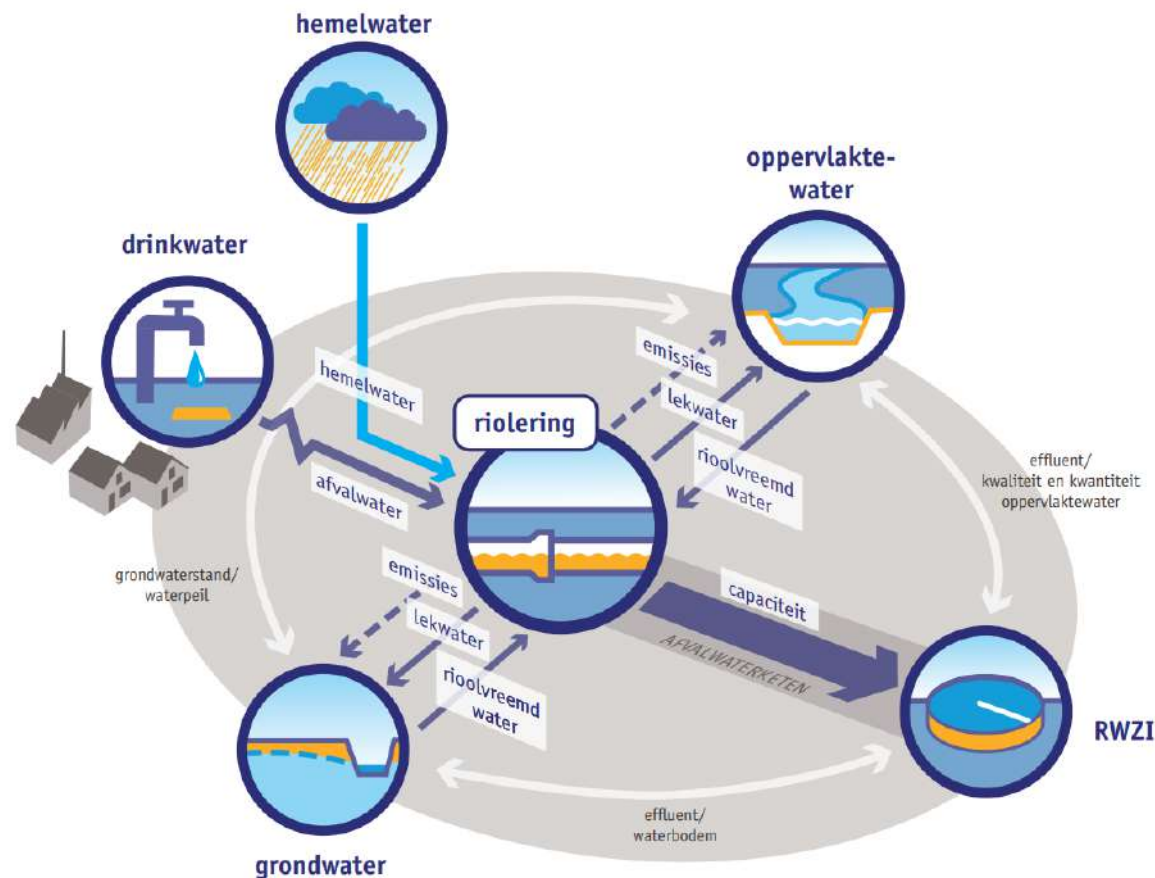 hemelwater
oppervlakte-
water
drinkwater
hemelwater
emissies
lekwater
riolering
rioolvreemd
water
afvalwater
effluent/
kwaliteit en kwantiteit
oppervlaktewater
grondwaterstand/
waterpeil
emissies
lekwater
rioolvreemd
water
capaciteit
AFVALWATERKETEN
RWZI
effluent/
waterbodem
grondwater